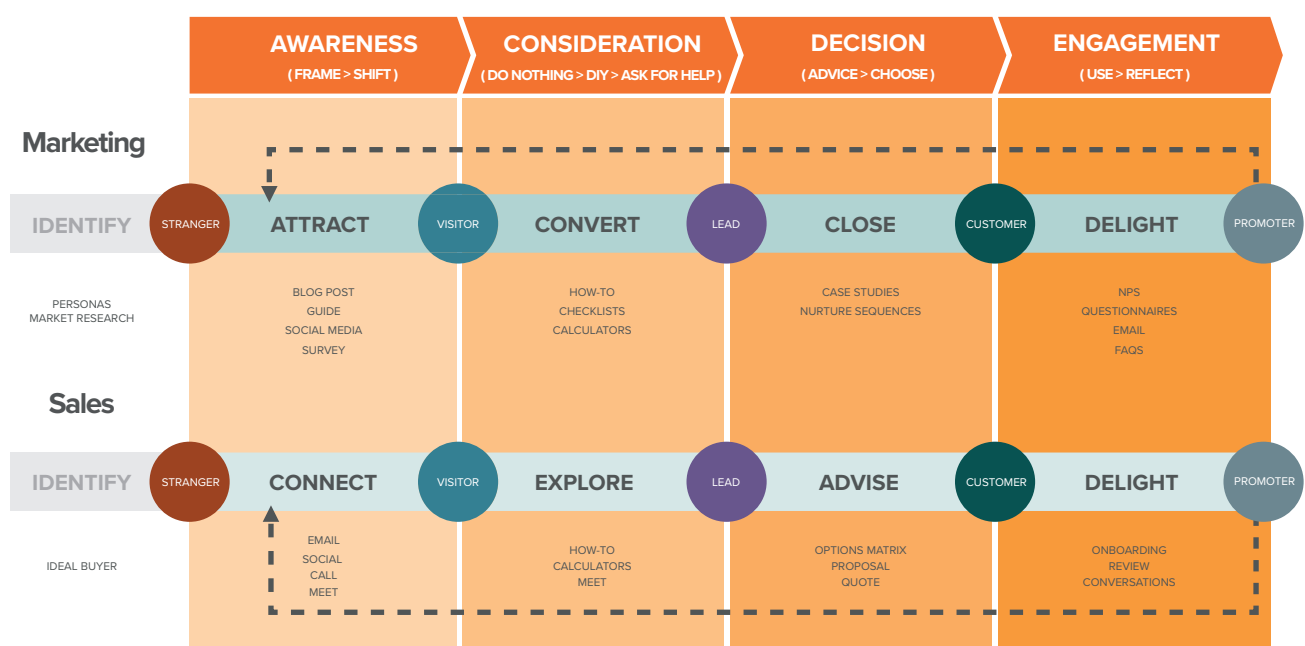 AWARENESS
( FRAME > SHIFT )
CONSIDERATION
( DO NOTHING > DIY > ASK FOR HELP )
DECISION
( ADVICE > CHOOSE )
ENGAGEMENT
( USE > REFLECT )
Marketing
IDENTIFY
STRANGER
ATTRACT
VISITOR
CONVERT
LEAD
CLOSE
CUSTOMER
DELIGHT
PROMOTER
PERSONAS
MARKET RESEARCH
BLOG POST
GUIDE
SOCIAL MEDIA
SURVEY
HOW-TO
CHECKLISTS
CALCULATORS
CASE STUDIES
NURTURE SEQUENCES
NPS
QUESTIONNAIRES
EMAIL
FAQS
Sales
IDENTIFY
STRANGER
CONNECT
VISITOR
EXPLORE
LEAD
ADVISE
CUSTOMER
DELIGHT
PROMOTER
IDEAL BUYER
EMAIL
SOCIAL
CALL
MEET
HOW-TO
CALCULATORS
MEET
OPTIONS MATRIX
PROPOSAL
QUOTE
ONBOARDING
REVIEW
CONVERSATIONS